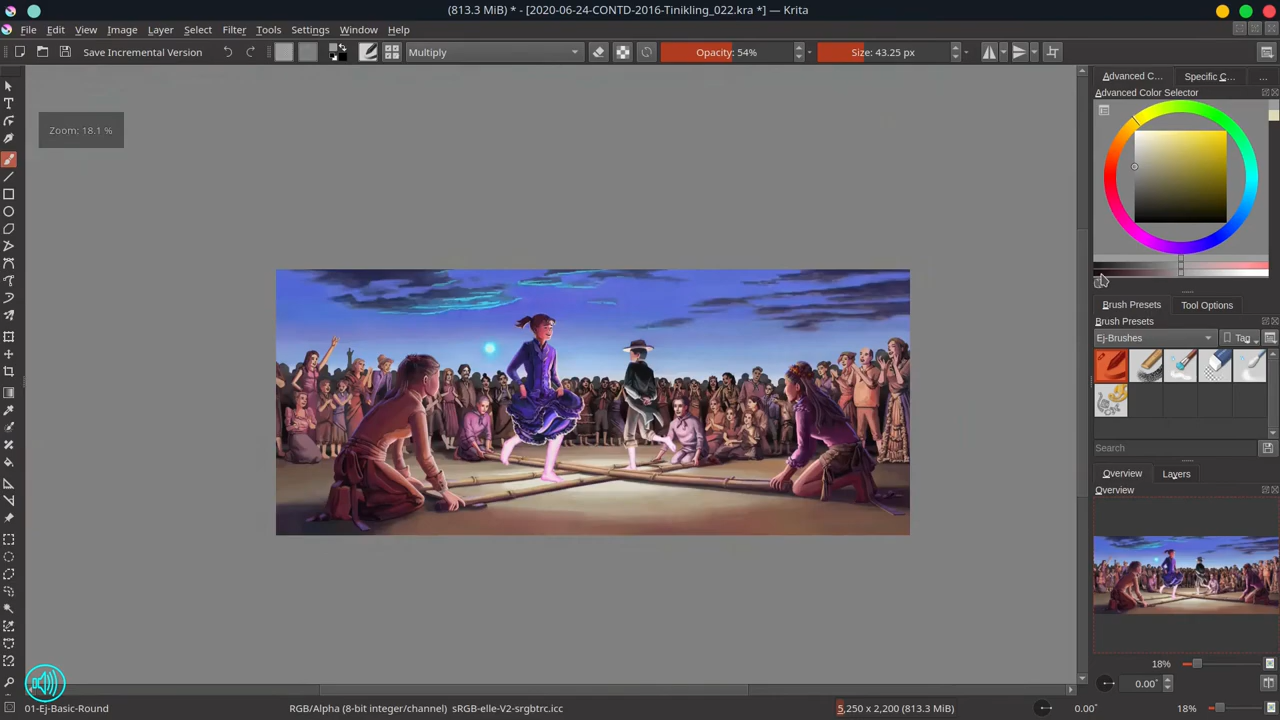 (813.3 MiB) * - [2020-06-24-CONTD-2016-Tinikling_022.kra *] — Krita
File Edit View Image Layer Select Filter Tools Settings Window Help
Save Incremental Version Multiply Opacity: 54% Size: 43.25 px
Advanced C... Specific C... ...
Advanced Color Selector
Zoom: 18.1 %
Brush Presets Tool Options
Brush Presets
Ej-Brushes Tag
Search
Overview Layers
Overview
18%
0.00°
01-Ej-Basic-Round RGB/Alpha (8-bit integer/channel) sRGB-elle-V2-srgbtrc.icc 5,250 x 2,200 (813.3 MiB) 0.00° 18%